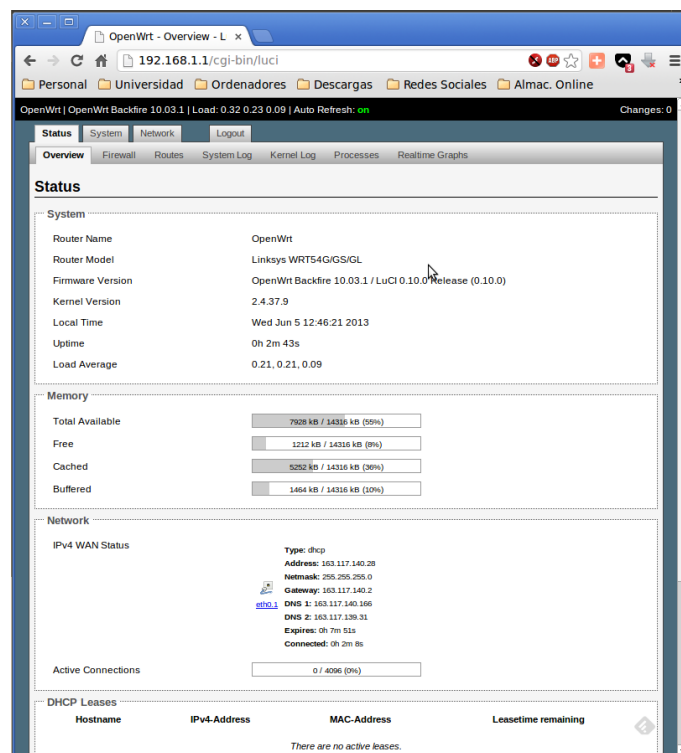 OpenWrt - Overview - L ×
192.168.1.1/cgi-bin/luci
ABP
3
Personal Universidad Ordenadores Descargas Redes Sociales Almac. Online
OpenWrt | OpenWrt Backfire 10.03.1 | Load: 0.32 0.23 0.09 | Auto Refresh: on Changes: 0
Status System Network Logout
Overview Firewall Routes System Log Kernel Log Processes Realtime Graphs
Status
System
Router Name OpenWrt
Router Model Linksys WRT54G/GS/GL
Firmware Version OpenWrt Backfire 10.03.1 / LuCI 0.10.0 Release (0.10.0)
Kernel Version 2.4.37.9
Local Time Wed Jun 5 12:46:21 2013
Uptime 0h 2m 43s
Load Average 0.21, 0.21, 0.09
Memory
Total Available 7928 kB / 14316 kB (55%)
Free 1212 kB / 14316 kB (8%)
Cached 5252 kB / 14316 kB (36%)
Buffered 1464 kB / 14316 kB (10%)
Network
IPv4 WAN Status
Type: dhcp
Address: 163.117.140.28
Netmask: 255.255.255.0
Gateway: 163.117.140.2
eth0.1 DNS 1: 163.117.140.166
DNS 2: 163.117.139.31
Expires: 0h 7m 51s
Connected: 0h 2m 8s
Active Connections 0 / 4096 (0%)
DHCP Leases
Hostname IPv4-Address MAC-Address Leasetime remaining
There are no active leases.